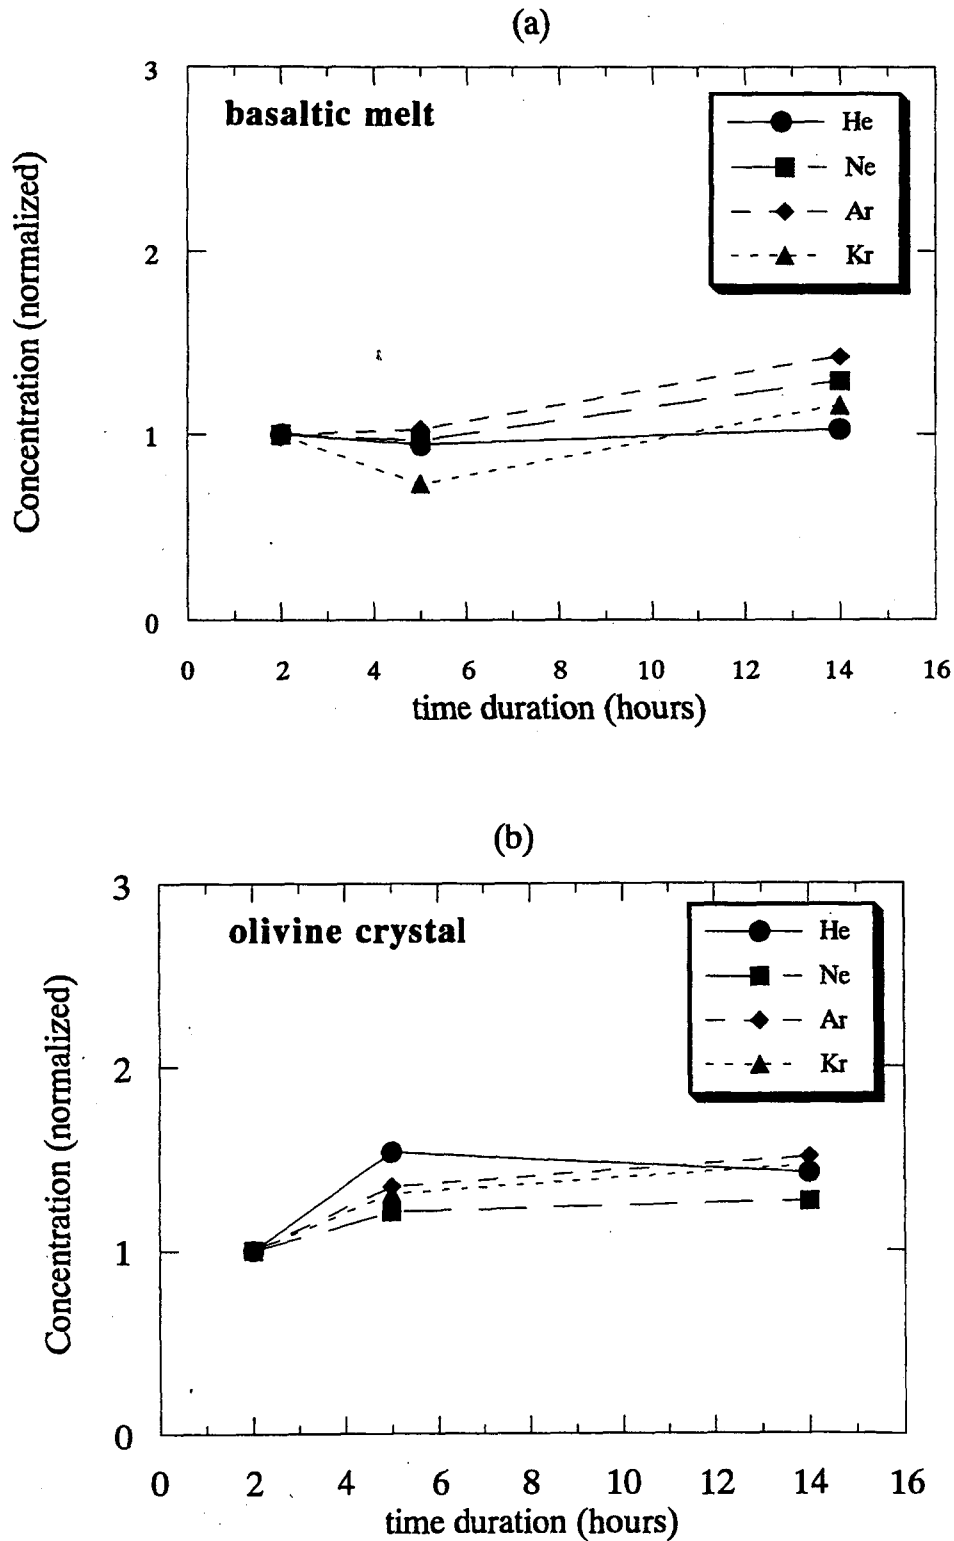 (a)
3
2
1
0
Concentration (normalized)
basaltic melt
He
Ne
Ar
Kr
0 2 4 6 8 10 12 14 16
time duration (hours)
(b)
3
2
1
0
Concentration (normalized)
olivine crystal
He
Ne
Ar
Kr
0 2 4 6 8 10 12 14 16
time duration (hours)